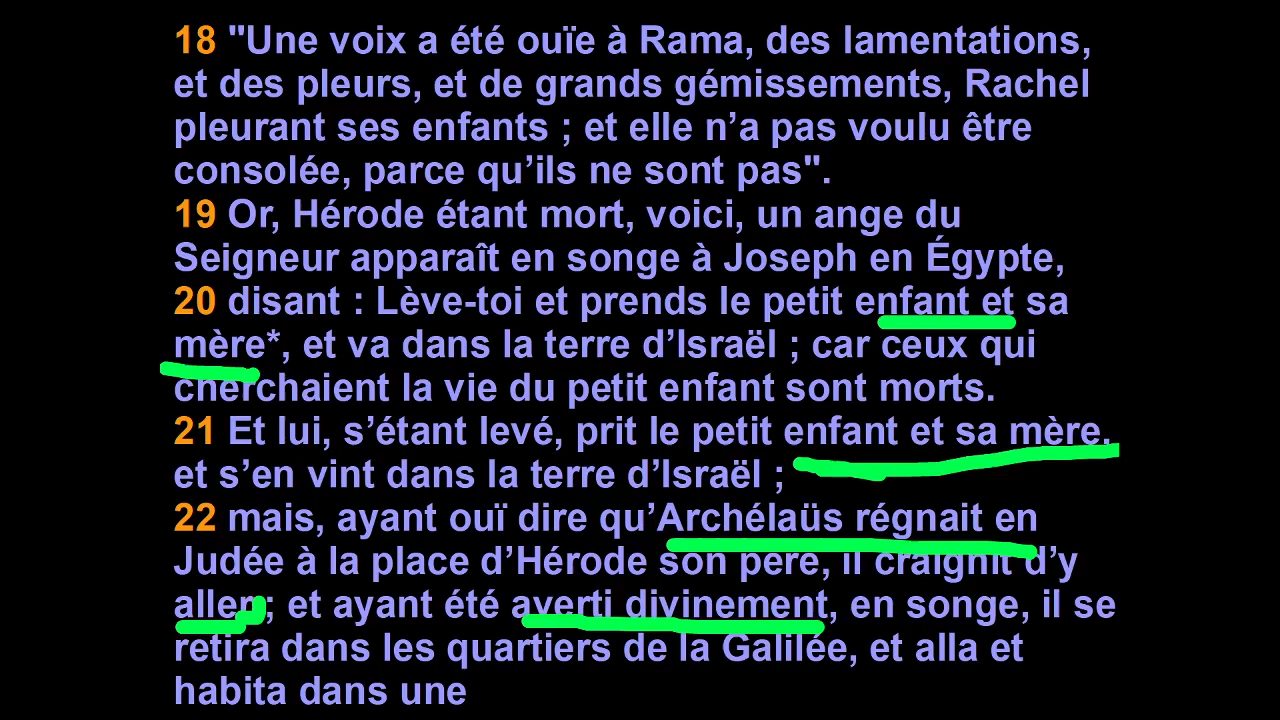 18 "Une voix a été ouïe à Rama, des lamentations,
et des pleurs, et de grands gémissements, Rachel
pleurant ses enfants ; et elle n’a pas voulu être
consolée, parce qu’ils ne sont pas".
19 Or, Hérode étant mort, voici, un ange du
Seigneur apparaît en songe à Joseph en Égypte,
20 disant : Lève-toi et prends le petit enfant et sa
mère*, et va dans la terre d’Israël ; car ceux qui
cherchaient la vie du petit enfant sont morts.
21 Et lui, s’étant levé, prit le petit enfant et sa mère,
et s’en vint dans la terre d’Israël ;
22 mais, ayant ouï dire qu’Archélaüs régnait en
Judée à la place d’Hérode son père, il craignit d’y
aller ; et ayant été averti divinement, en songe, il se
retira dans les quartiers de la Galilée, et alla et
habita dans une